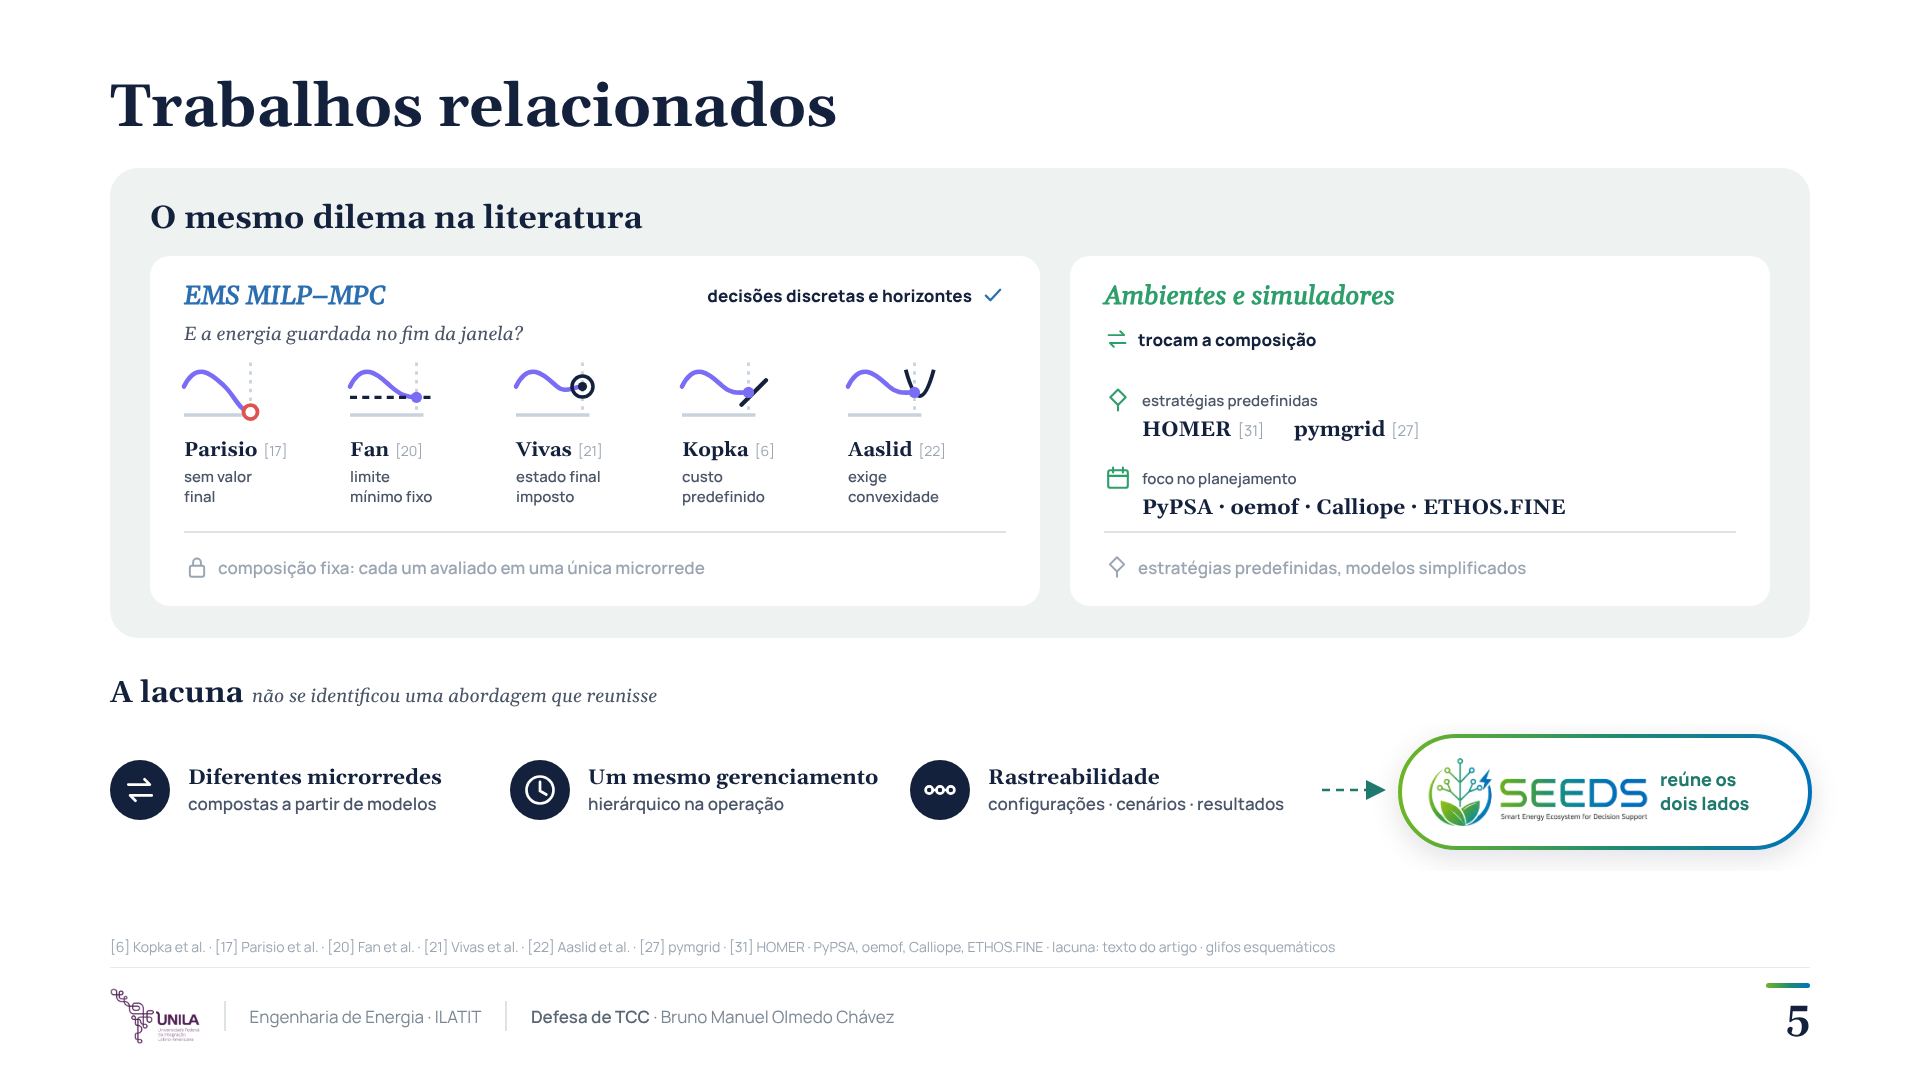 Trabalhos relacionados
O mesmo dilema na literatura
EMS MILP–MPC
decisões discretas e horizontes
E a energia guardada no fim da janela?
Parisio [17]
sem valor
final
Fan [20]
limite
mínimo fixo
Vivas [21]
estado final
imposto
Kopka [6]
custo
predefinido
Aaslid [22]
exige
convexidade
composição fixa: cada um avaliado em uma única microrrede
Ambientes e simuladores
trocam a composição
estratégias predefinidas
HOMER [31] pymgrid [27]
foco no planejamento
PyPSA · oemof · Calliope · ETHOS.FINE
estratégias predefinidas, modelos simplificados
A lacuna não se identificou uma abordagem que reunisse
Diferentes microrredes
compostas a partir de modelos
Um mesmo gerenciamento
hierárquico na operação
Rastreabilidade
configurações · cenários · resultados
SEEDS
Smart Energy Ecosystem for Decision Support
reúne os
dois lados
[6] Kopka et al. · [17] Parisio et al. · [20] Fan et al. · [21] Vivas et al. · [22] Aaslid et al. · [27] pymgrid · [31] HOMER · PyPSA, oemof, Calliope, ETHOS.FINE · lacuna: texto do artigo · glifos esquemáticos
UNILA
Engenharia de Energia · ILATIT
Defesa de TCC · Bruno Manuel Olmedo Chávez
5